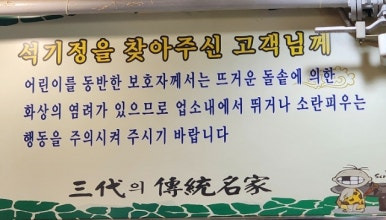 석기정을 찾아주신 고객님께
어린이를 동반한 보호자께서는 뜨거운 돌솥에 의한
화상의 염려가 있으므로 업소내에서 뛰거나 소란피우는
행동을 주의시켜 주시기 바랍니다
三代의 傳統名家